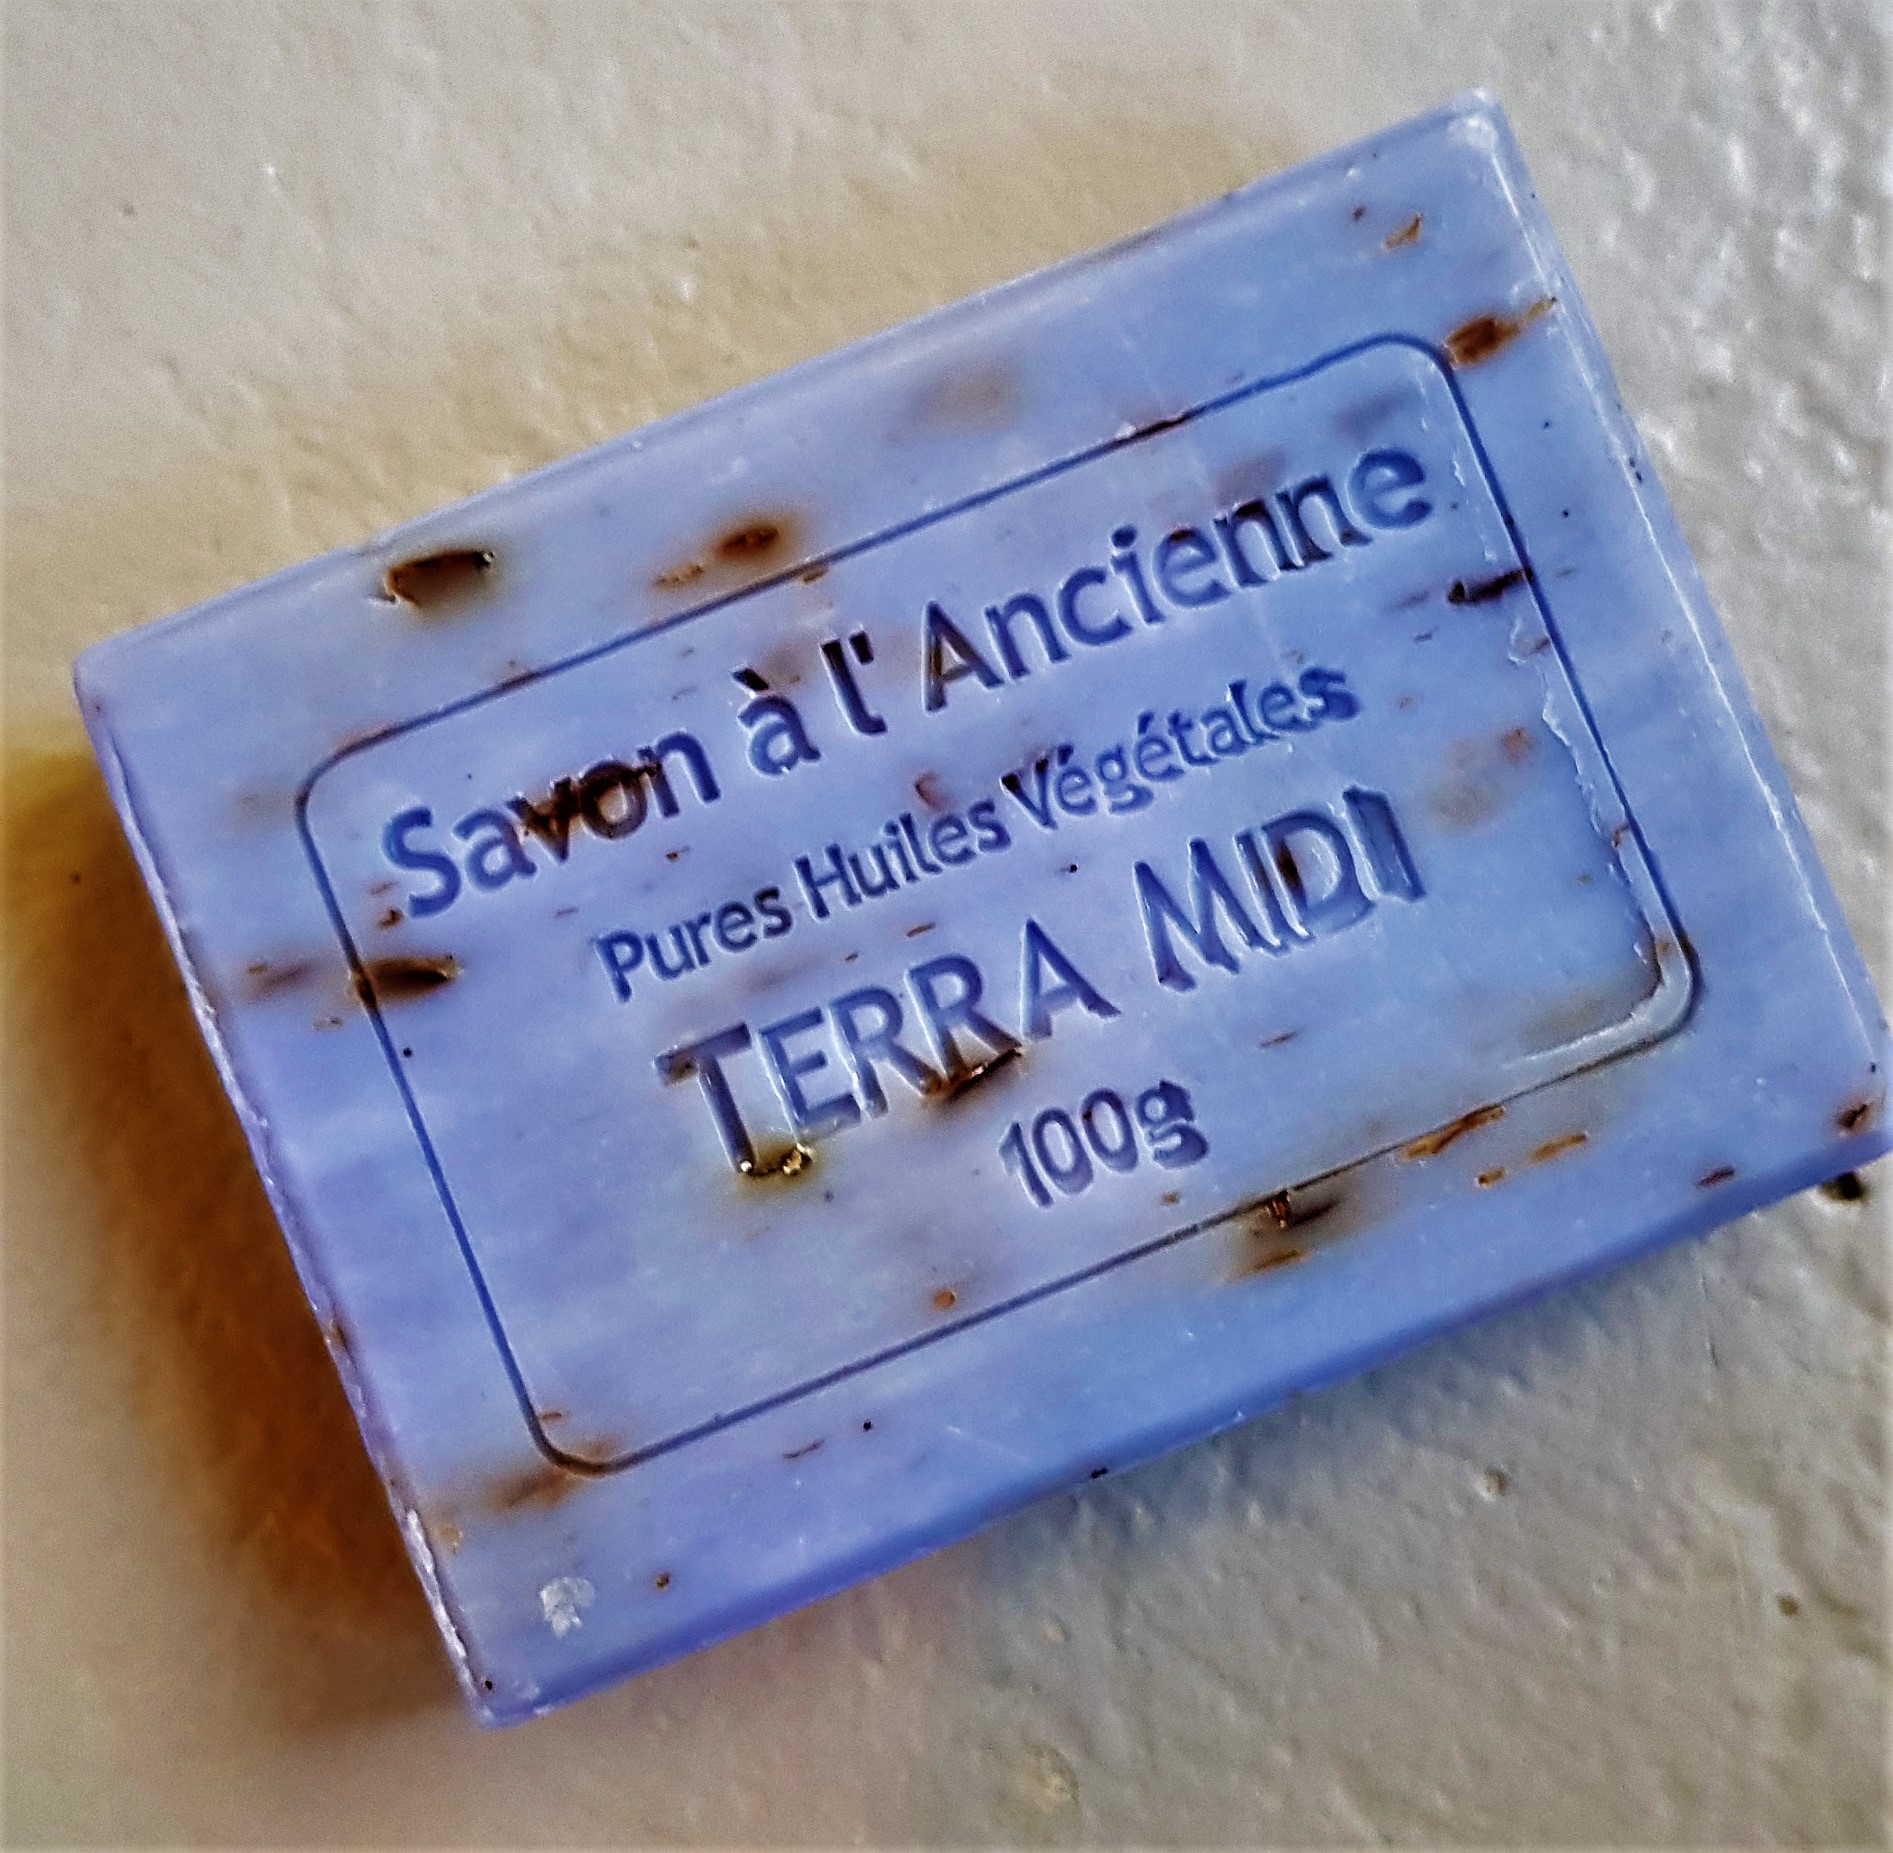 Savon à l'Ancienne
Pures Huiles Végétales
TERRA MIDI
100g